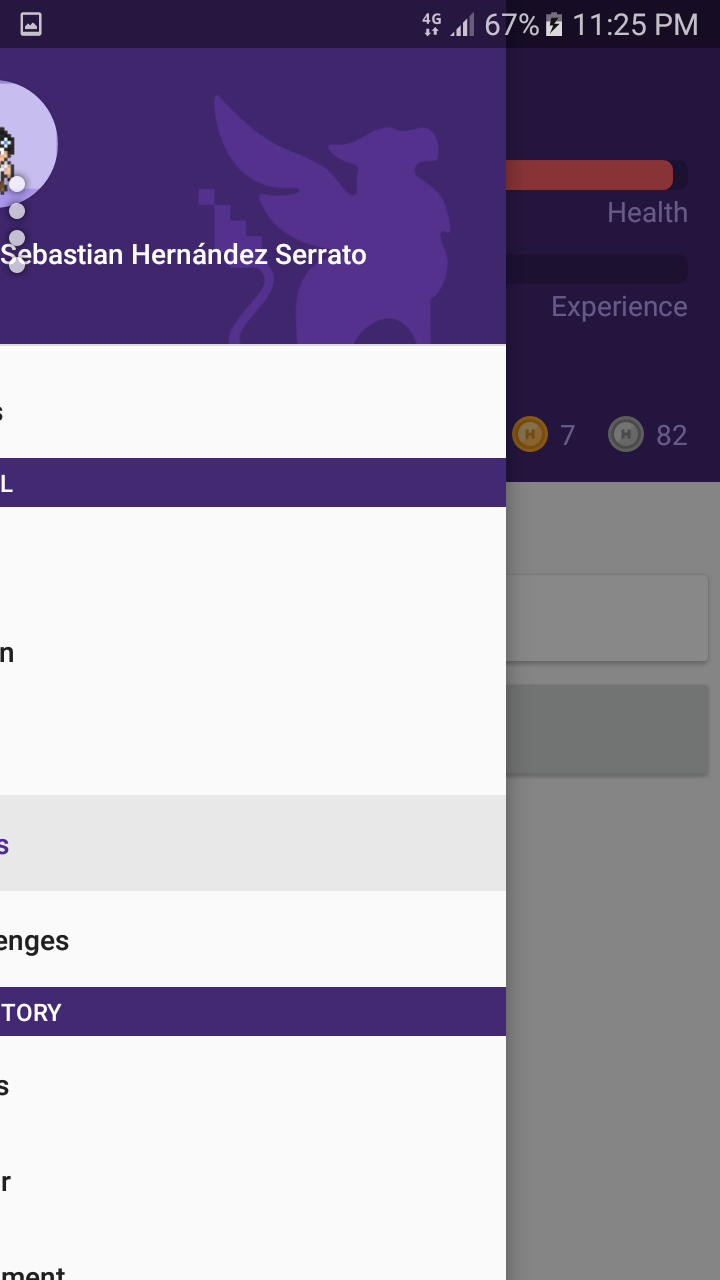 4G 67% 11:25 PM
Sebastian Hernández Serrato
Health
Experience
7 82
s
L
n
s
enges
TORY
s
r
ment